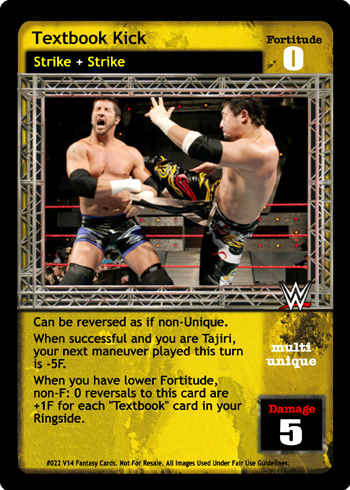 Textbook Kick
Fortitude
0
Strike + Strike
W
Can be reversed as if non-Unique.
When successful and you are Tajiri,
your next maneuver played this turn
is -5F.
When you have lower Fortitude,
non-F: 0 reversals to this card are
+1F for each "Textbook" card in your
Ringside.
multi
unique
Damage
5
#022 V14 Fantasy Cards. Not For Resale. All Images Used Under Fair Use Guidelines.